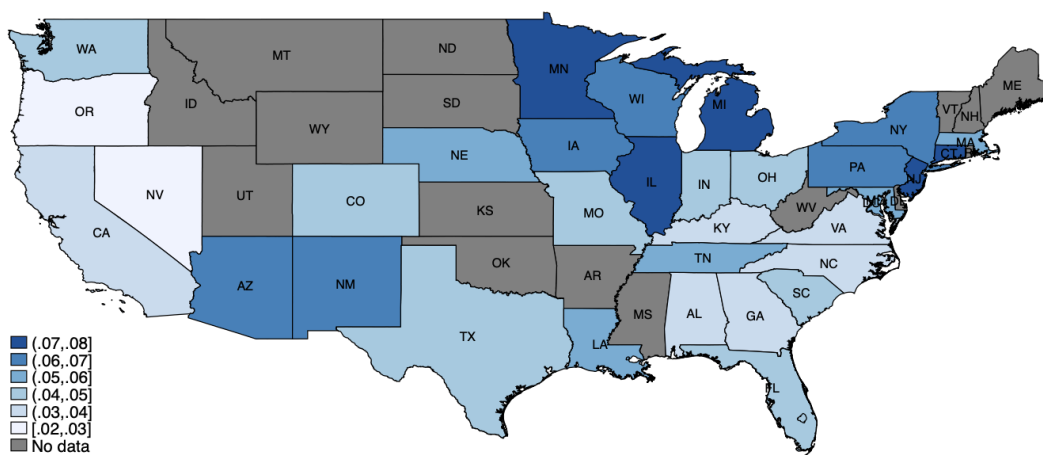 WA
MT
ND
MN
ME
OR
ID
SD
WI
MI
VT
NH
NY
MA
WY
NE
IA
CT
PA
NJ
NV
UT
CO
KS
MO
IL
IN
OH
WV
DE
CA
KY
VA
AZ
NM
OK
AR
TN
NC
SC
TX
LA
MS
AL
GA
FL
(.07,.08]
(.06,.07]
(.05,.06]
(.04,.05]
(.03,.04]
[.02,.03]
No data